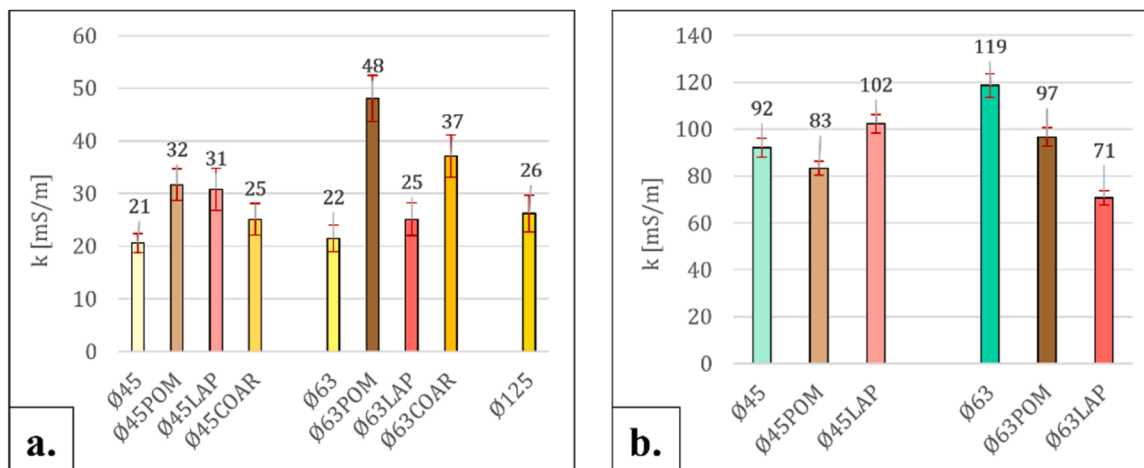 60
50
40
30
20
10
0
k [mS/m]
21
32
31
25
22
48
25
37
26
Ø45
Ø45POM
Ø45LAP
Ø45COAR
Ø63
Ø63POM
Ø63LAP
Ø63COAR
Ø125
a.
140
120
100
80
60
40
20
0
k [mS/m]
92
83
102
119
97
71
Ø45
Ø45POM
Ø45LAP
Ø63
Ø63POM
Ø63LAP
b.